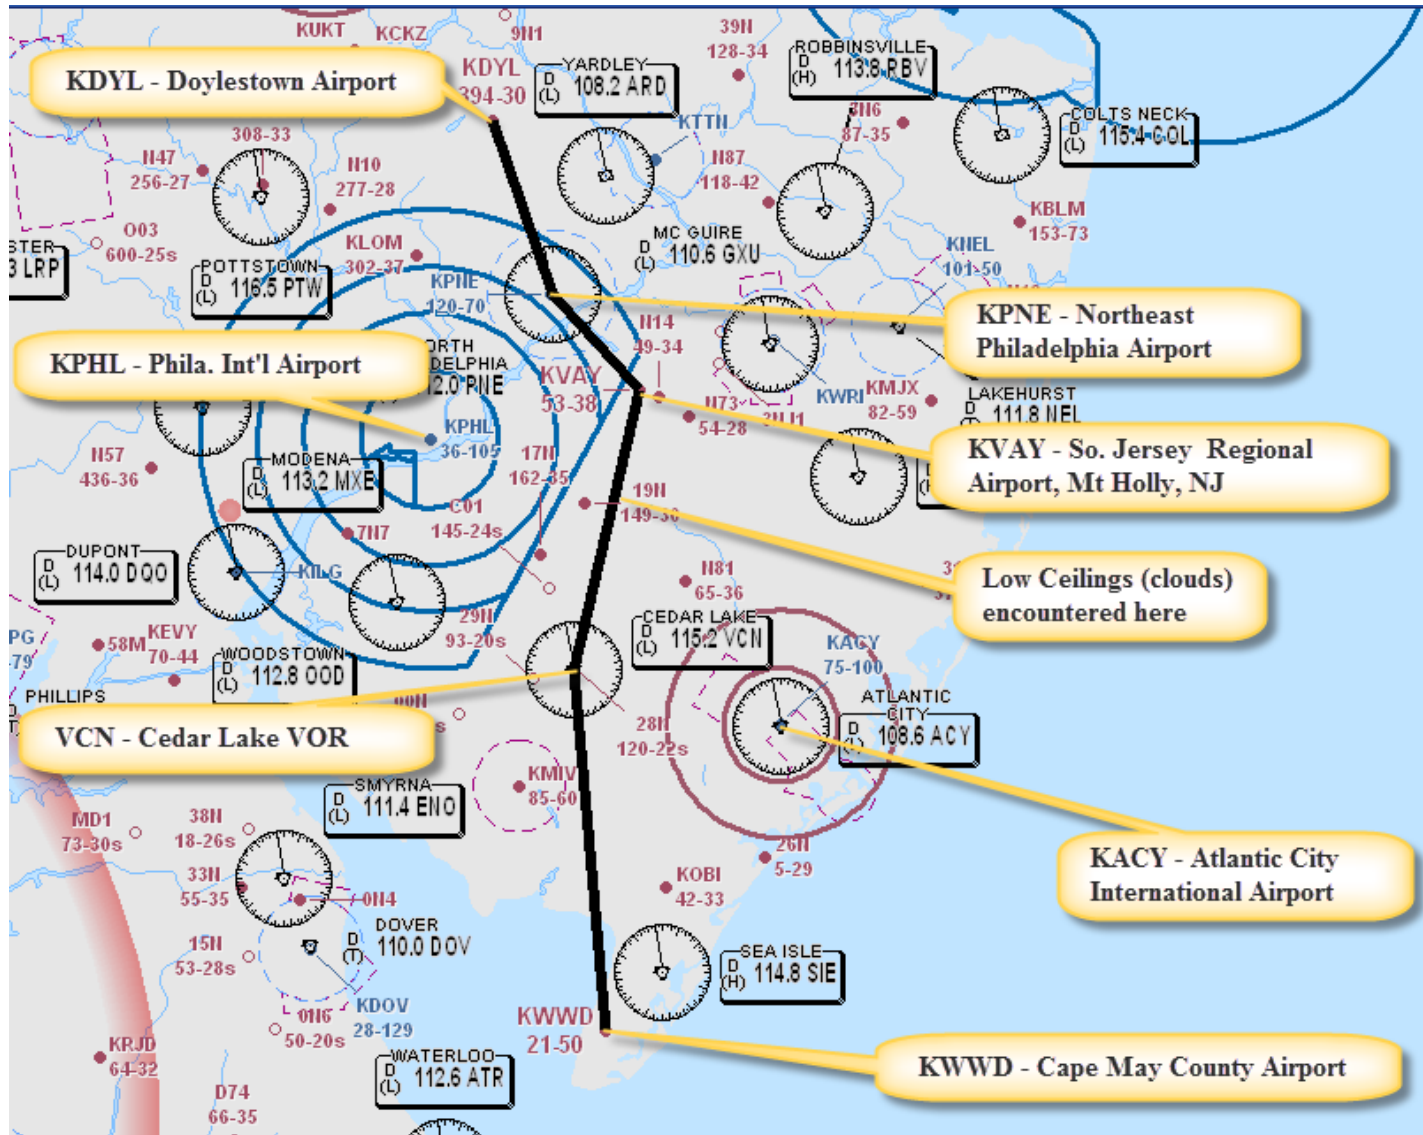 KUKT
KCKZ
9N1
39N
128-34
KDYL - Doylestown Airport
KDYL
394-30
YARDLEY
D
(L)
108.2 ARD
ROBBINSVILLE
D
(H)
113.8 RBV
3N6
87-35
COLTS NECK
D
(L)
115.4 COL
308-33
KTTN
N47
256-27
N10
277-28
N87
118-42
KBLM
153-73
O03
600-25s
KLOM
302-37
MC GUIRE
D
(L)
110.6 GXU
KNEL
101-50
STER
3 LRP
POTTSTOWN
D
(L)
116.5 PTW
KPNE
120-70
KPNE - Northeast
Philadelphia Airport
N14
49-34
KPHL - Phila. Int'l Airport
ORTH
DELPHIA
2.0 PNE
KVAY
53-38
KWRI
KMJX
82-59
LAKEHURST
D
(L)
111.8 NEL
N73
54-28
3NJ1
KPHL
36-105
KVAY - So. Jersey Regional
Airport, Mt Holly, NJ
N57
436-36
MODENA
D
(L)
113.2 MXE
17N
162-35
19N
149-30
C01
145-24s
7N7
DUPONT
D
(L)
114.0 DQO
KILG
N81
65-36
Low Ceilings (clouds)
encountered here
29N
93-20s
CEDAR LAKE
D
(L)
115.2 VCN
KACY
75-100
PG
-79
58M
KEVY
70-44
WOODSTOWN
D
(L)
112.8 OOD
PHILLIPS
ATLANTIC
CITY
D
(L)
108.6 ACY
VCN - Cedar Lake VOR
28N
120-22s
SMYRNA
D
(L)
111.4 ENO
KMIV
85-60
MD1
73-30s
38N
18-26s
26N
5-29
KACY - Atlantic City
International Airport
33N
55-35
0N4
KOBI
42-33
DOVER
D
(T)
110.0 DOV
15N
53-28s
SEA ISLE
D
(H)
114.8 SIE
KDOV
28-129
0N6
50-20s
KWWD
21-50
KRJD
64-32
WATERLOO
D
(L)
112.6 ATR
KWWD - Cape May County Airport
D74
66-35